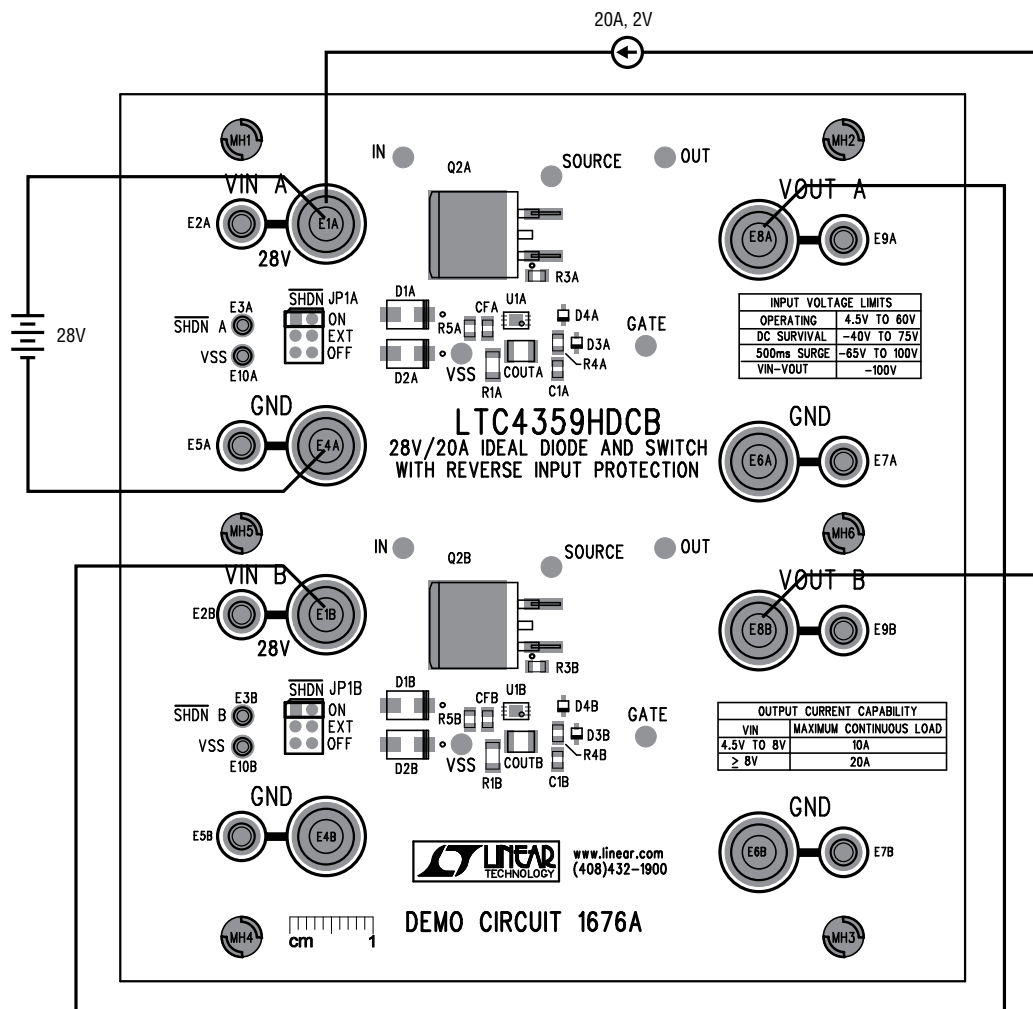 20A, 2V
MH1
MH2
IN
Q2A
SOURCE
OUT
VIN A
VOUT A
E2A
E1A
E8A
E9A
28V
R3A
E3A
SHDN JP1A
D1A
CFA
U1A
D4A
SHDN A
ON
R5A
GATE
28V
EXT
D3A
VSS
OFF
VSS
R4A
E10A
D2A
R1A
COUTA
C1A
INPUT VOLTAGE LIMITS
OPERATING 4.5V TO 60V
DC SURVIVAL -40V TO 75V
500ms SURGE -65V TO 100V
VIN-VOUT -100V
GND
GND
E5A
E4A
E6A
E7A
LTC4359HDCB
28V/20A IDEAL DIODE AND SWITCH
WITH REVERSE INPUT PROTECTION
MH5
MH6
IN
Q2B
SOURCE
OUT
VIN B
VOUT B
E2B
E1B
E8B
E9B
28V
R3B
E3B
SHDN JP1B
D1B
CFB
U1B
D4B
SHDN B
ON
R5B
GATE
EXT
D3B
VSS
OFF
VSS
R4B
E10B
D2B
R1B
COUTB
C1B
OUTPUT CURRENT CAPABILITY
VIN MAXIMUM CONTINUOUS LOAD
4.5V TO 8V 10A
≥ 8V 20A
GND
GND
E5B
E4B
E6B
E7B
LT LINEAR
TECHNOLOGY
www.linear.com
(408)432-1900
DEMO CIRCUIT 1676A
MH4
cm 1
MH3